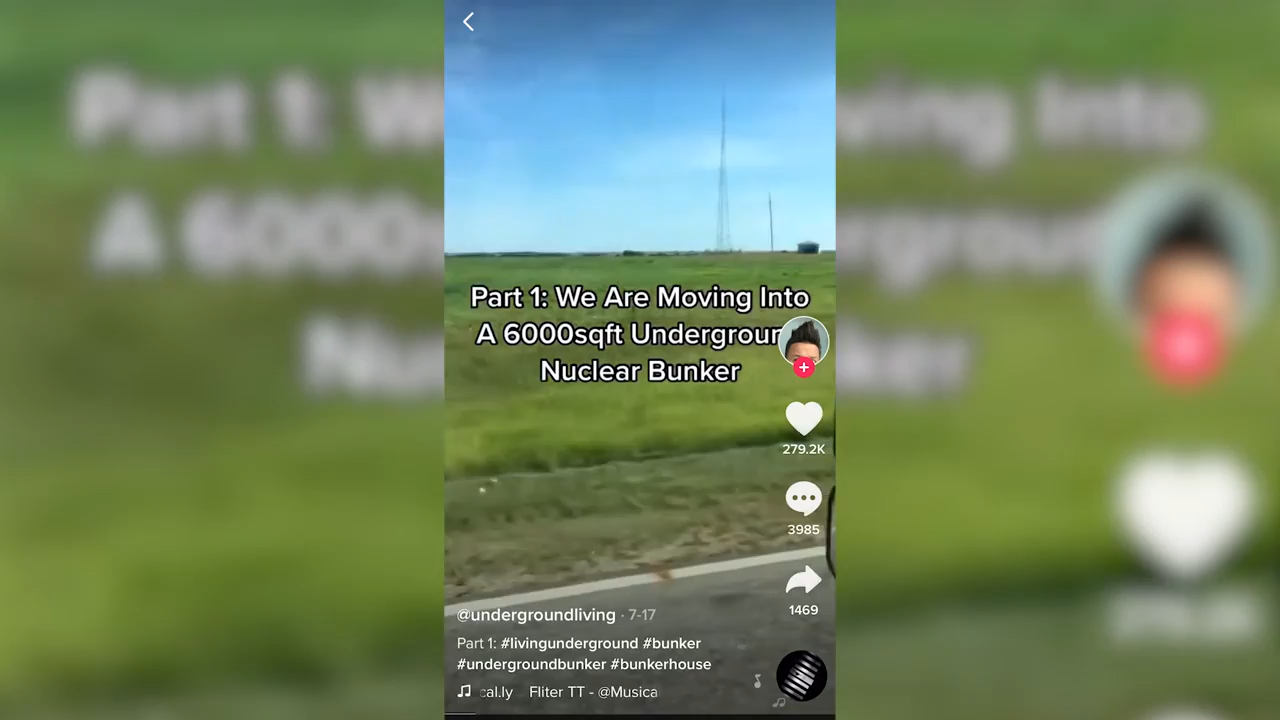 Part 1: We Are Moving Into
A 6000sqft Undergroun
Nuclear Bunker
279.2K
3985
1469
@undergroundliving · 7-17
Part 1: #livingunderground #bunker
#undergroundbunker #bunkerhouse
cal.ly Fliter TT - @Musica